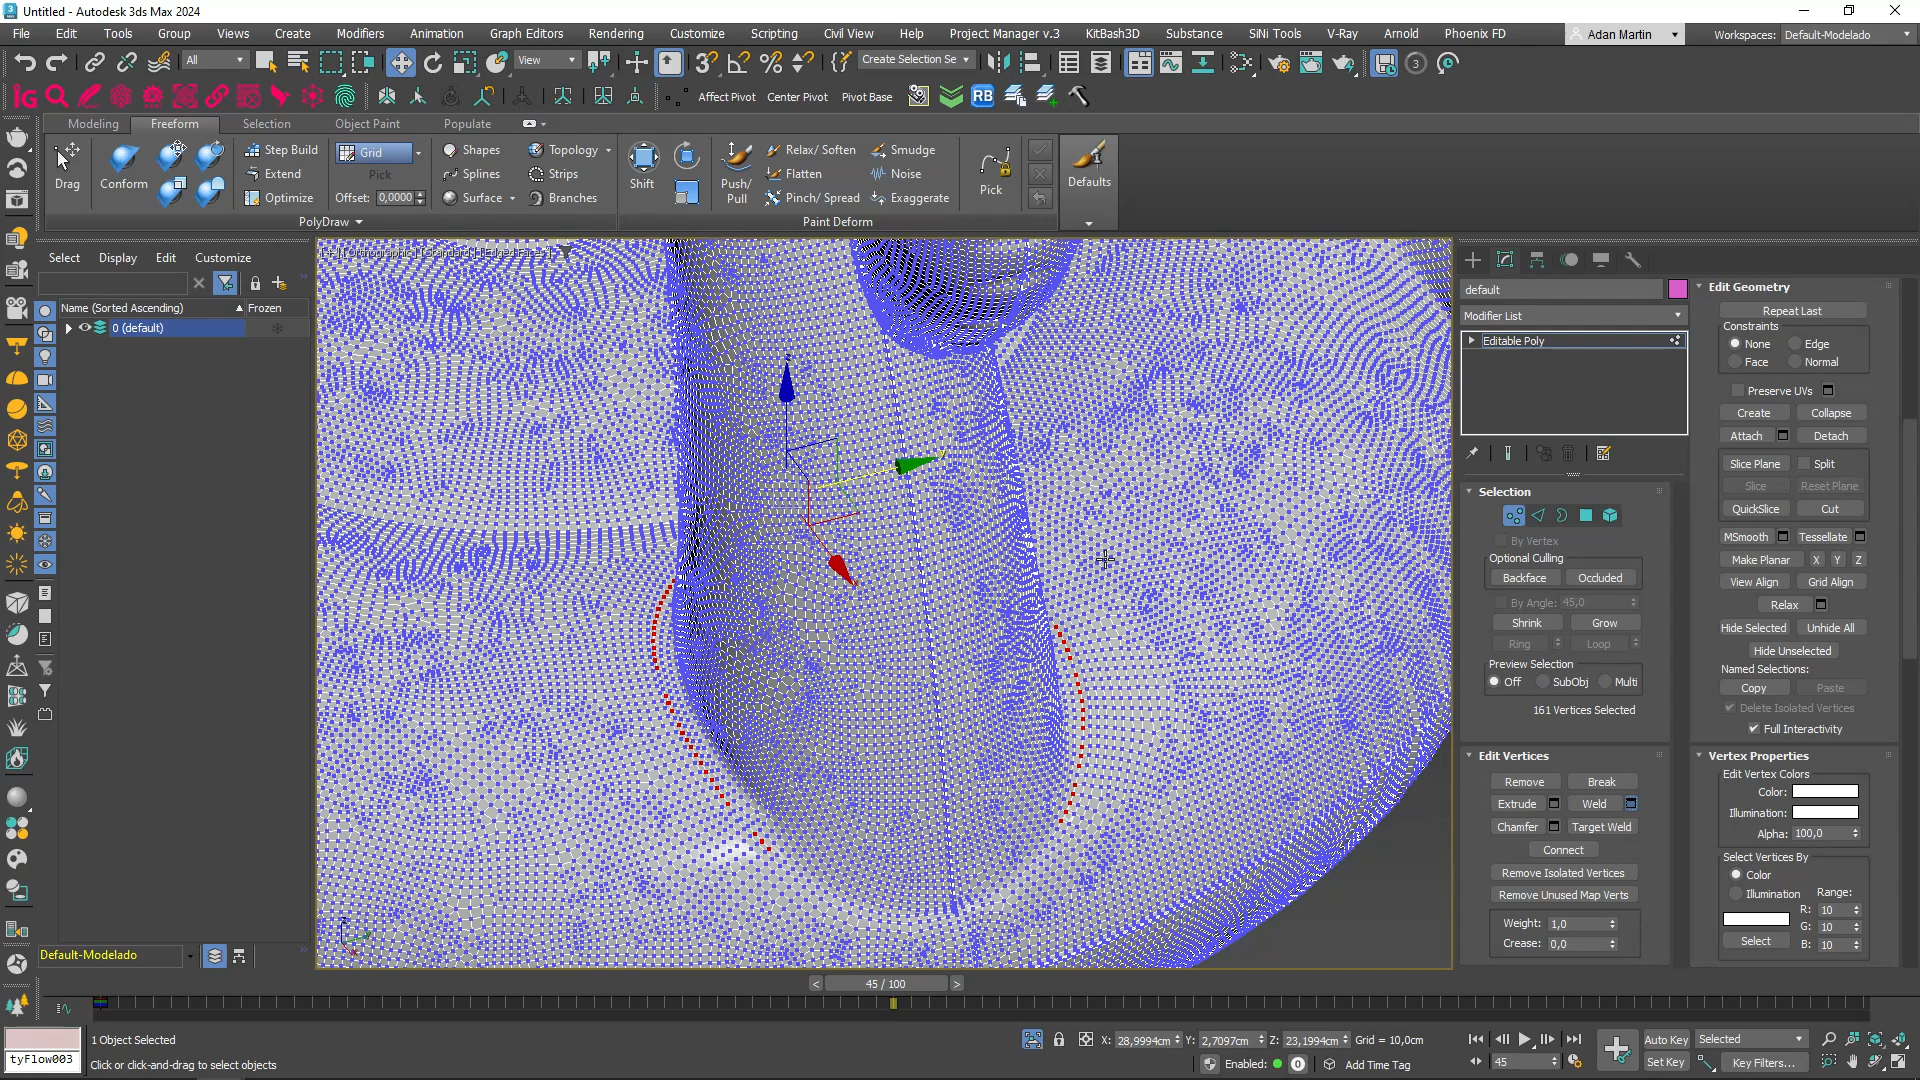 Untitled - Autodesk 3ds Max 2024
File Edit Tools Group Views Create Modifiers Animation Graph Editors Rendering Customize Scripting Civil View Help Project Manager v.3 KitBash3D Substance SiNi Tools V-Ray Arnold Phoenix FD Adan Martin Workspaces: Default-Modelado
All View Create Selection Se
Affect Pivot Center Pivot Pivot Base RB
Modeling Freeform Selection Object Paint Populate
Step Build Grid Shapes Topology Relax/ Soften Smudge
Drag Conform Extend Pick Splines Strips Shift Push/ Pull Flatten Noise Pick Defaults
Optimize Offset: 0,0000 Surface Branches Pinch/ Spread Exaggerate
PolyDraw Paint Deform
Select Display Edit Customize
Name (Sorted Ascending) Frozen
0 (default)
Default-Modelado
default
Modifier List
Editable Poly
Selection
By Vertex
Optional Culling
Backface Occluded
By Angle: 45,0
Shrink Grow
Ring Loop
Preview Selection
Off SubObj Multi
161 Vertices Selected
Edit Vertices
Remove Break
Extrude Weld
Chamfer Target Weld
Connect
Remove Isolated Vertices
Remove Unused Map Verts
Weight: 1,0
Crease: 0,0
Edit Geometry
Repeat Last
Constraints
None Edge
Face Normal
Preserve UVs
Create Collapse
Attach Detach
Slice Plane Split
Slice Reset Plane
QuickSlice Cut
MSmooth Tessellate
Make Planar X Y Z
View Align Grid Align
Relax
Hide Selected Unhide All
Hide Unselected
Named Selections:
Copy Paste
Delete Isolated Vertices
Full Interactivity
Vertex Properties
Edit Vertex Colors
Color:
Illumination:
Alpha: 100,0
Select Vertices By
Color
Illumination Range:
R: 10
G: 10
Select B: 10
< 45 / 100 >
1 Object Selected
X: 28,9994cm Y: 2,7097cm Z: 23,1994cm Grid = 10,0cm
Auto Key Selected
tyFlow003 Click or click-and-drag to select objects
Enabled: 0 Add Time Tag
45 Set Key Key Filters...